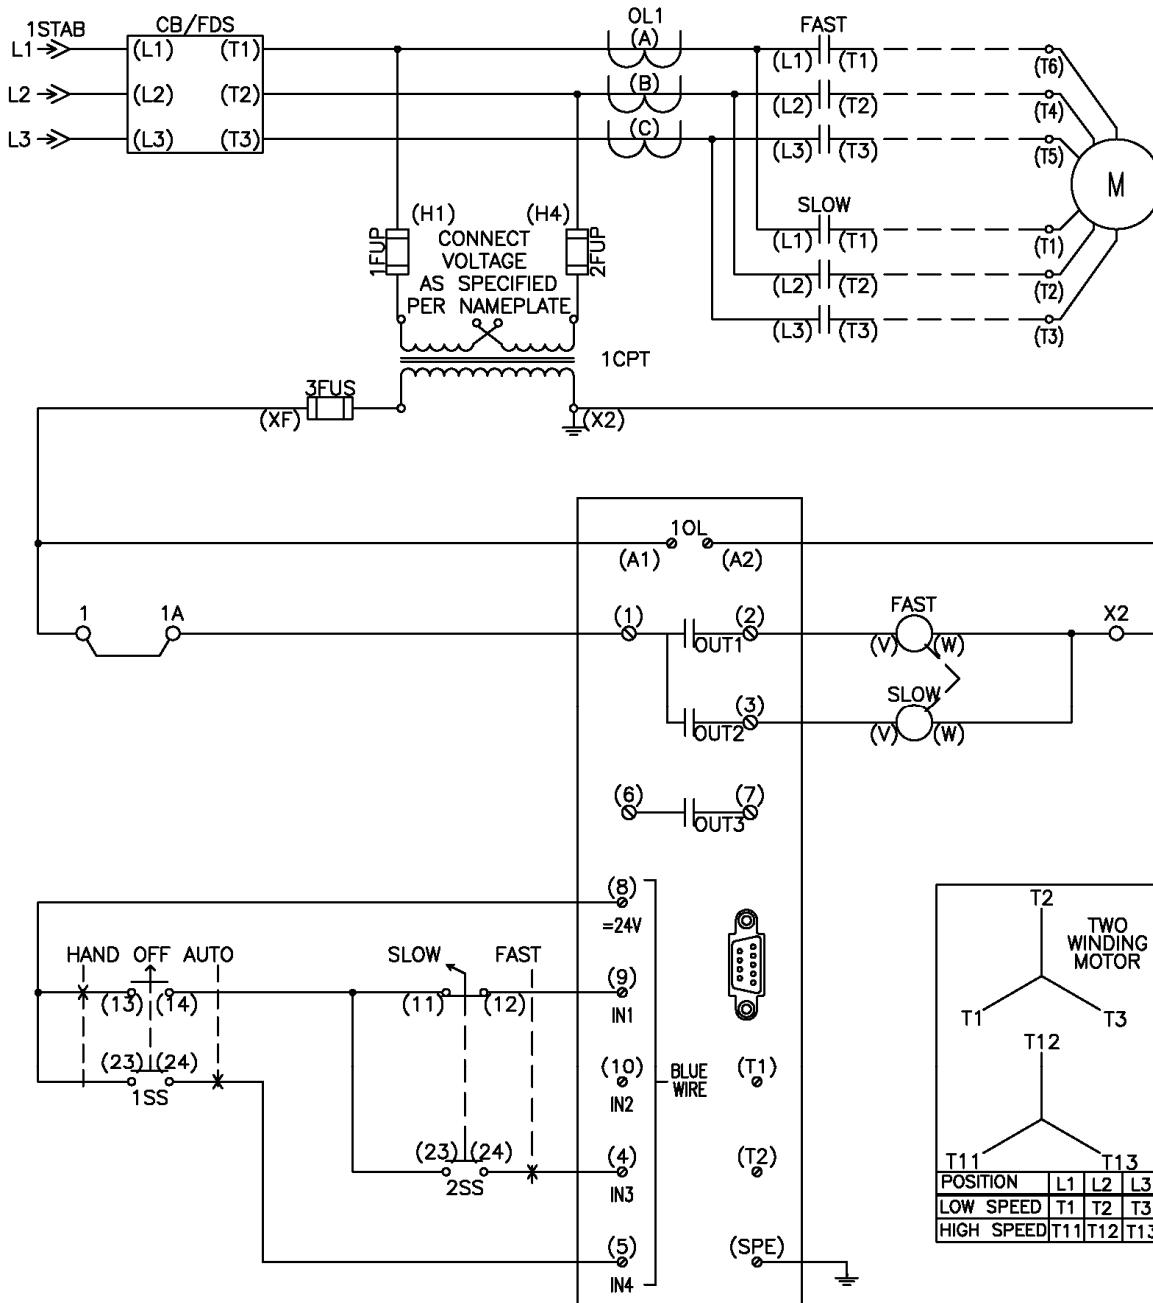 1STAB
CB/FDS
OL1
FAST
L1 (L1) (T1) (A) (L1) (T1) (T6)
L2 (L2) (T2) (B) (L2) (T2) (T4)
L3 (L3) (T3) (C) (L3) (T3) (T5)
M
SLOW
(H1) (H4)
1FUP
2FUP
CONNECT
VOLTAGE
AS SPECIFIED
PER NAMEPLATE
(L1) (T1) (T1)
(L2) (T2) (T2)
(L3) (T3) (T3)
1CPT
3FUS
(XF) (X2)
1OL
(A1) (A2)
1 1A (1) (2) FAST X2
OUT1 (V) (W)
SLOW
(3)
OUT2 (V) (W)
(6) (7)
OUT3
(8)
=24V
HAND OFF AUTO SLOW FAST
(13) (14) (11) (12) (9)
IN1
(23) (24) (10) (T1)
1SS IN2
BLUE
WIRE
(23) (24) (4) (T2)
2SS IN3
(5) (SPE)
IN4
T2
TWO
WINDING
MOTOR
T1 T3
T12
T11 T13
POSITION L1 L2 L3
LOW SPEED T1 T2 T3
HIGH SPEED T11 T12 T13